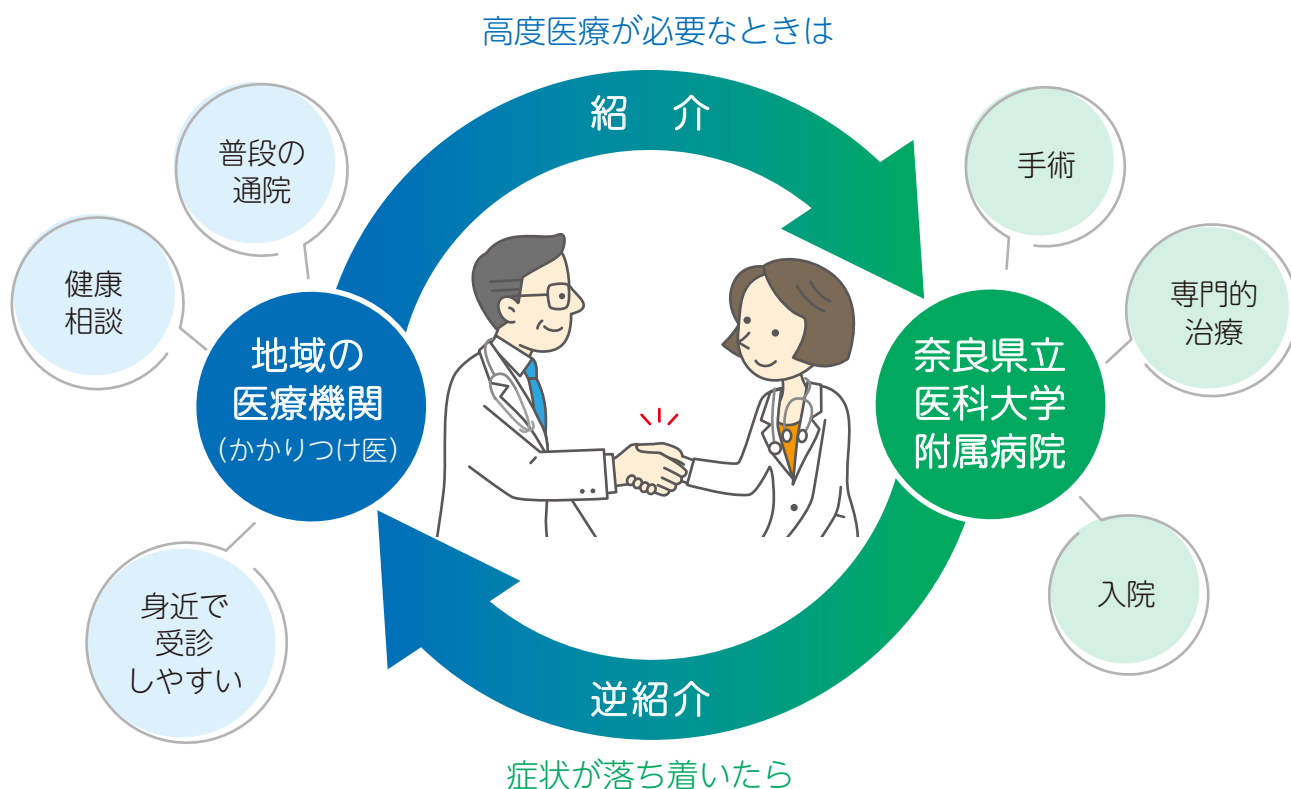 高度医療が必要なときは
紹　介
普段の
通院
健康
相談
地域の
医療機関
(かかりつけ医)
身近で
受診
しやすい
手術
専門的
治療
奈良県立
医科大学
附属病院
入院
逆紹介
症状が落ち着いたら